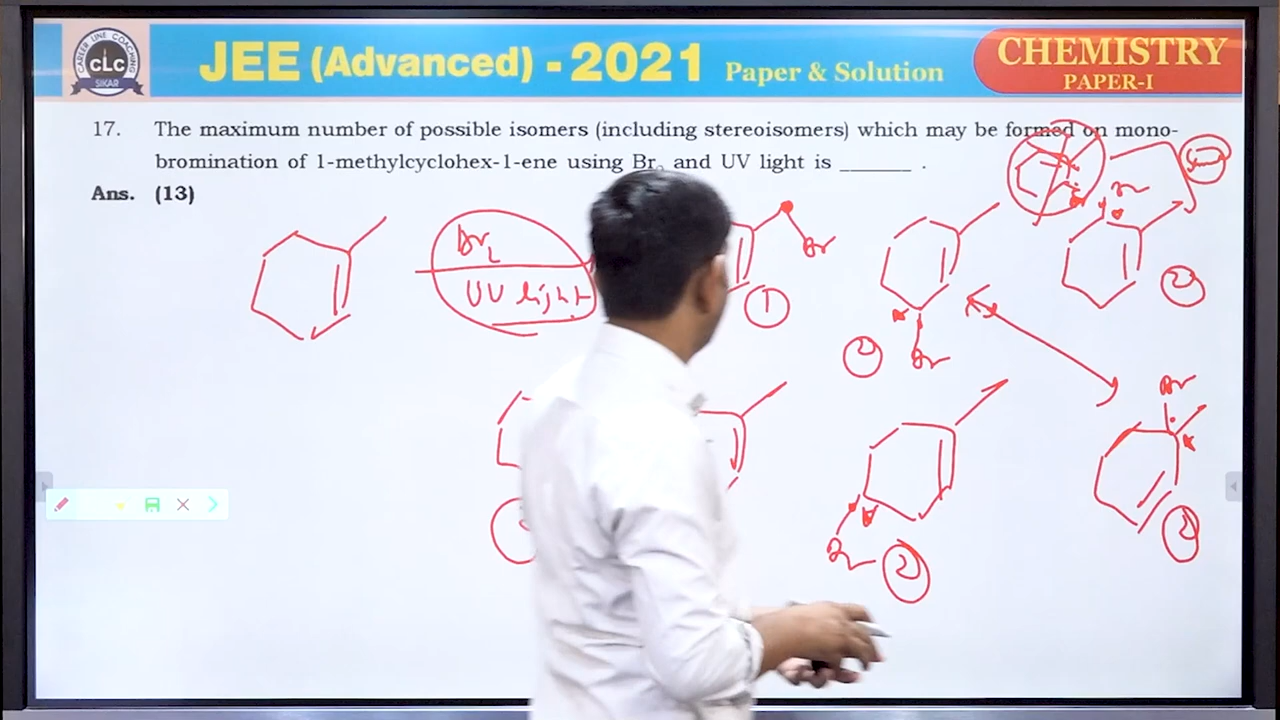 CAREER LINE COACHING
CLC
SIKAR
JEE (Advanced) - 2021 Paper & Solution
CHEMISTRY
PAPER-I
17. The maximum number of possible isomers (including stereoisomers) which may be formed on mono-
bromination of 1-methylcyclohex-1-ene using Br₂ and UV light is ______ .
Ans. (13)
Br₂
UV light
Br
1
Br
2
Br
2
Br
2
Br
2